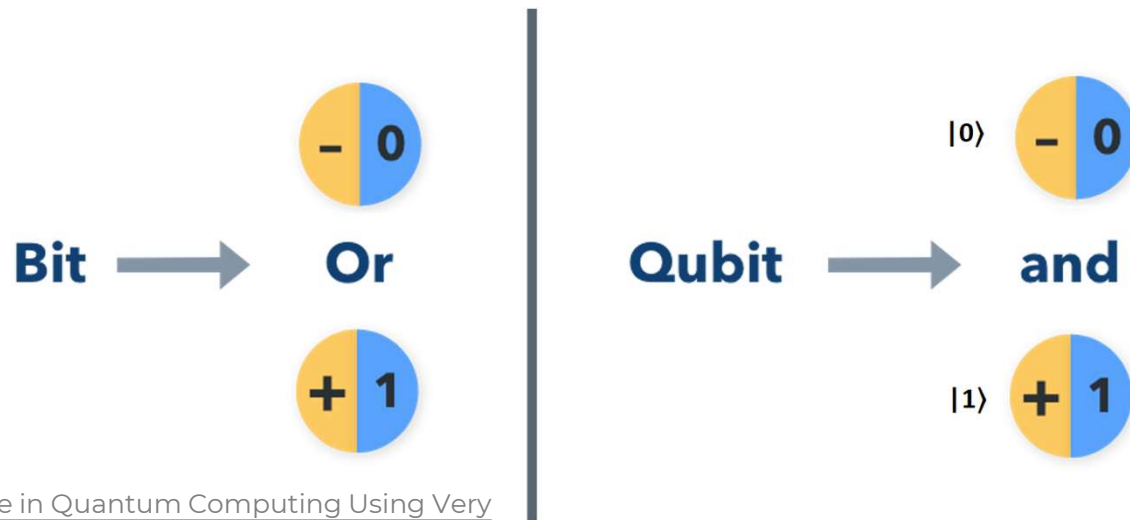 - 0
Bit
Or
+ 1
e in Quantum Computing Using Very
|0⟩
- 0
Qubit
and
|1⟩
+ 1